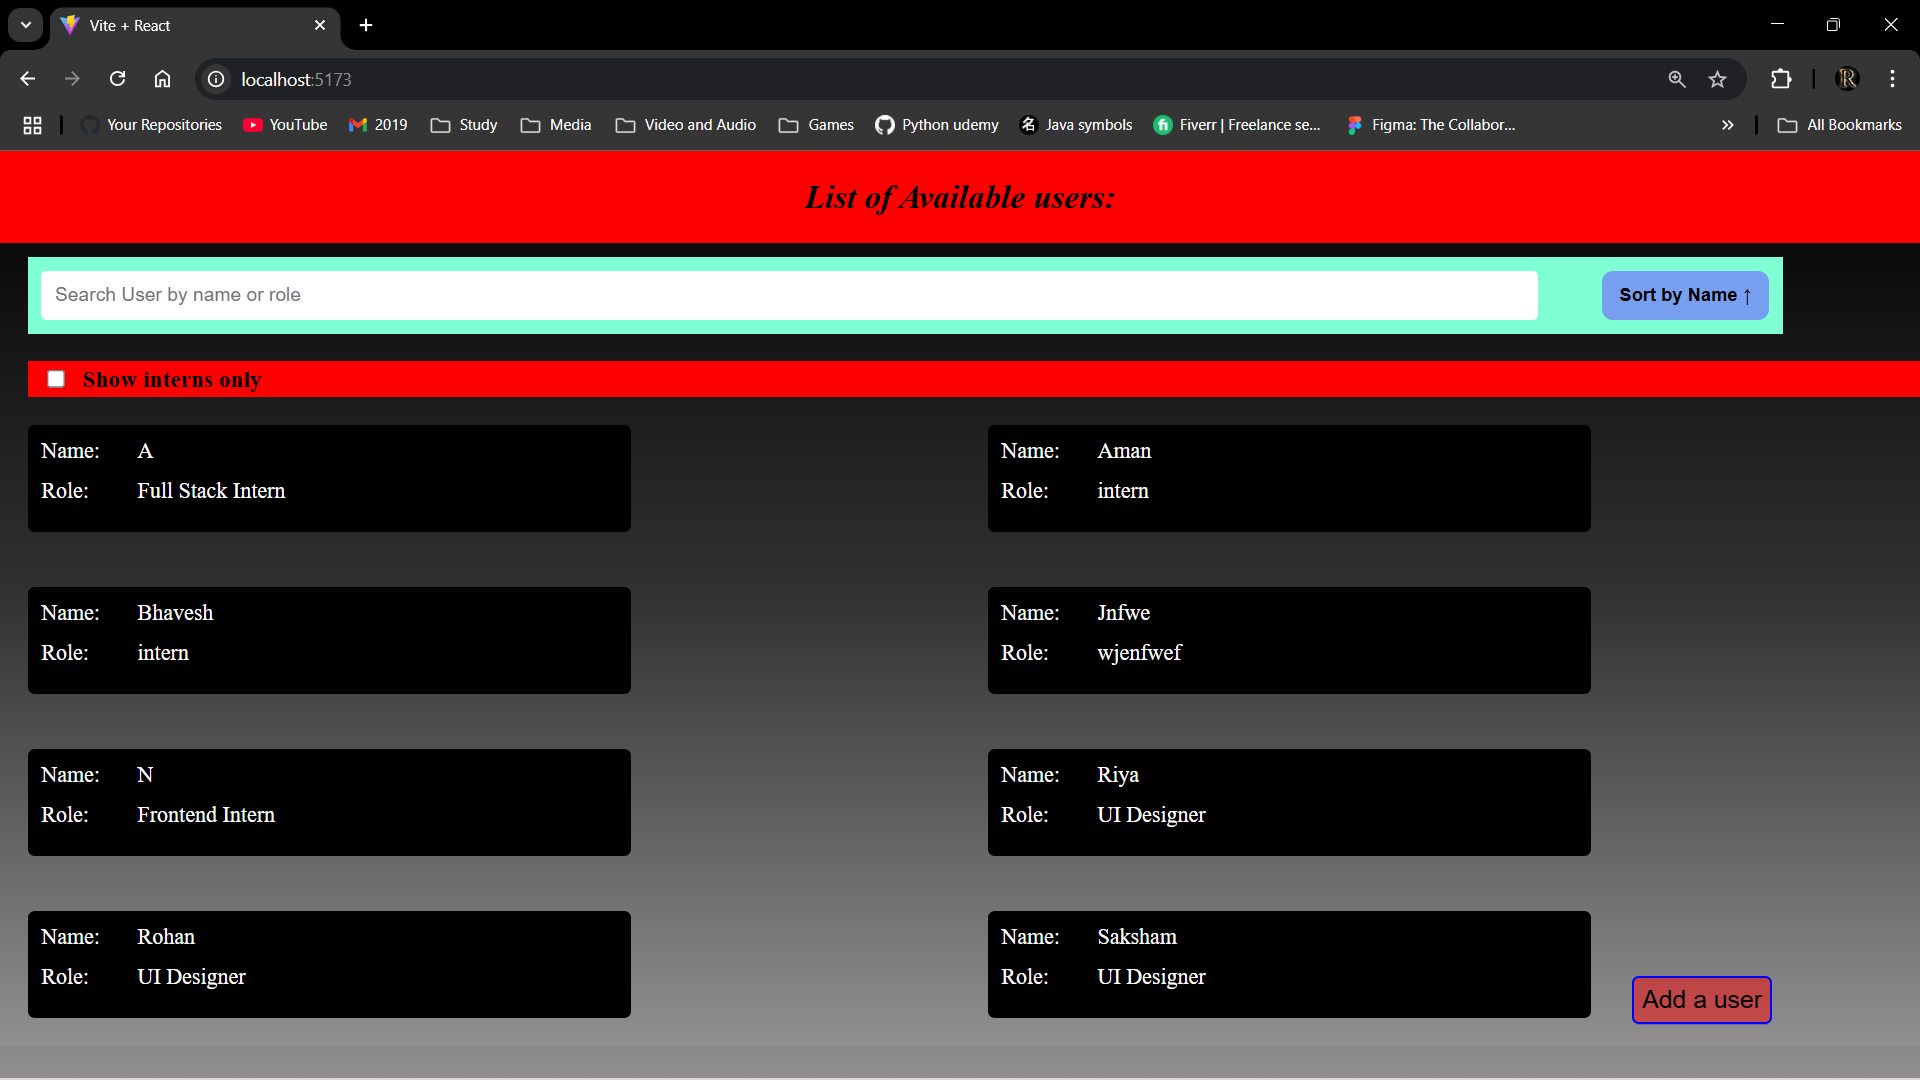 Vite + React
localhost:5173
Your Repositories YouTube 2019 Study Media Video and Audio Games Python udemy Java symbols Fiverr | Freelance se... Figma: The Collabor... » All Bookmarks
List of Available users:
Search User by name or role Sort by Name ↑
Show interns only
Name: A
Role: Full Stack Intern
Name: Aman
Role: intern
Name: Bhavesh
Role: intern
Name: Jnfwe
Role: wjenfwef
Name: N
Role: Frontend Intern
Name: Riya
Role: UI Designer
Name: Rohan
Role: UI Designer
Name: Saksham
Role: UI Designer
Add a user